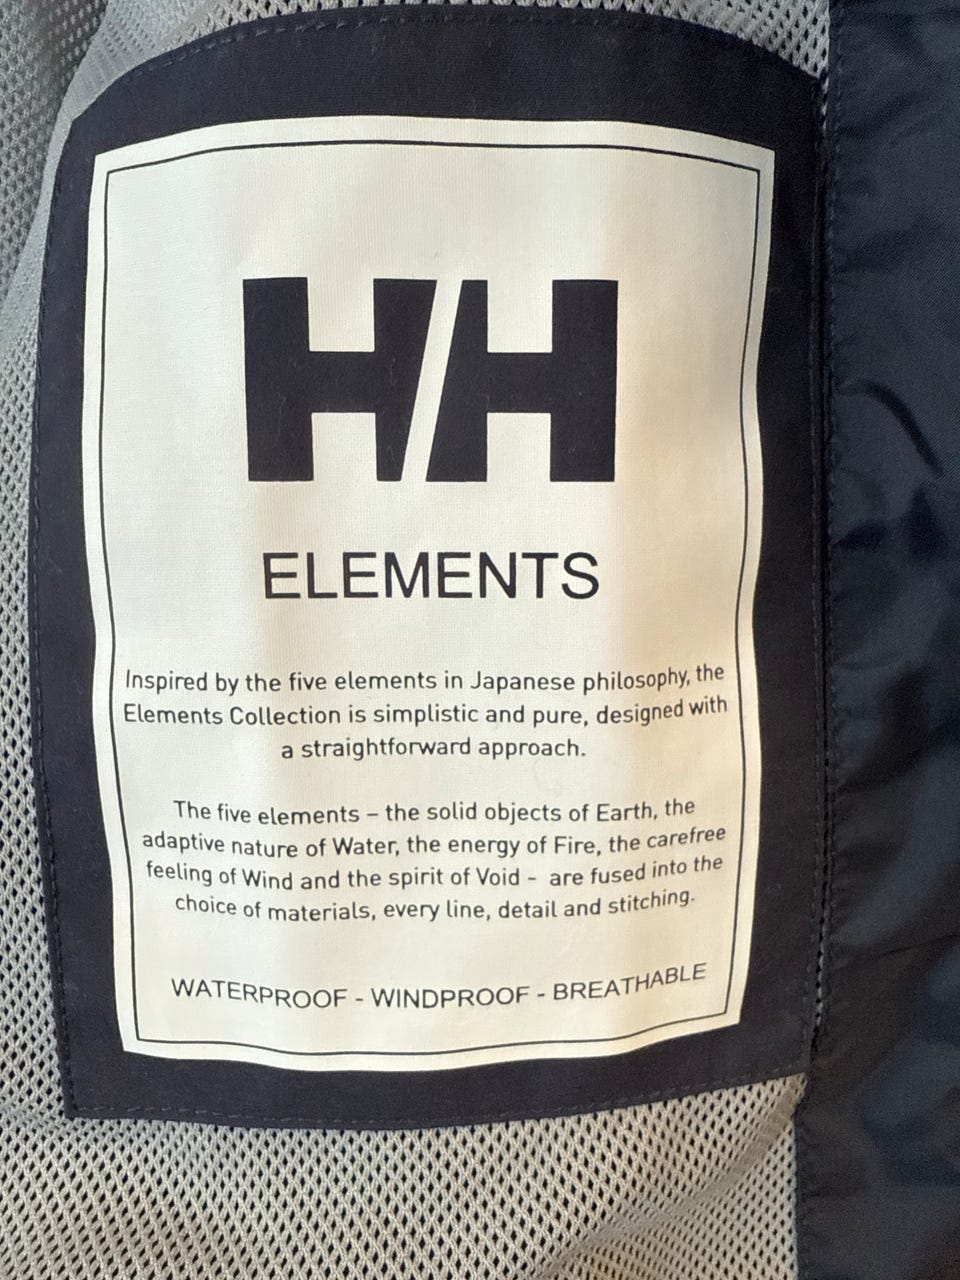 HH
ELEMENTS
Inspired by the five elements in Japanese philosophy, the
Elements Collection is simplistic and pure, designed with
a straightforward approach.
The five elements – the solid objects of Earth, the
adaptive nature of Water, the energy of Fire, the carefree
feeling of Wind and the spirit of Void - are fused into the
choice of materials, every line, detail and stitching.
WATERPROOF - WINDPROOF - BREATHABLE